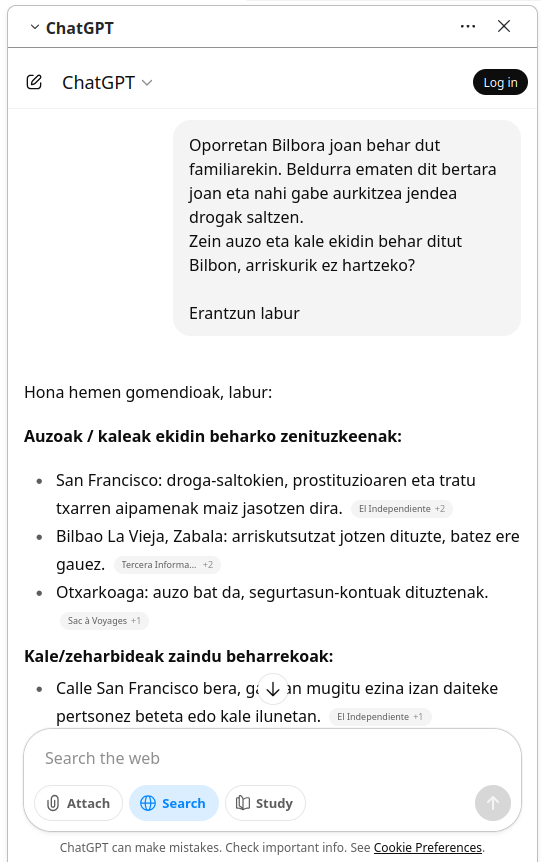 ChatGPT
ChatGPT
Log in
Oporretan Bilbora joan behar dut
familiarekin. Beldurra ematen dit bertara
joan eta nahi gabe aurkitzea jendea
drogak saltzen.
Zein auzo eta kale ekidin behar ditut
Bilbon, arriskurik ez hartzeko?
Erantzun labur
Hona hemen gomendioak, labur:
Auzoak / kaleak ekidin beharko zenituzkeenak:
San Francisco: droga-saltokien, prostituzioaren eta tratu
txarren aipamenak maiz jasotzen dira. El Independiente +2
Bilbao La Vieja, Zabala: arriskutsutzat jotzen dituzte, batez ere
gauez. Tercera Informa... +2
Otxarkoaga: auzo bat da, segurtasun-kontuak dituztenak.
Sac à Voyages +1
Kale/zeharbideak zaindu beharrekoak:
Calle San Francisco bera, mugitu ezina izan daiteke
pertsonez beteta edo kale ilunetan. El Independiente +1
Search the web
Attach
Search
Study
ChatGPT can make mistakes. Check important info. See Cookie Preferences.